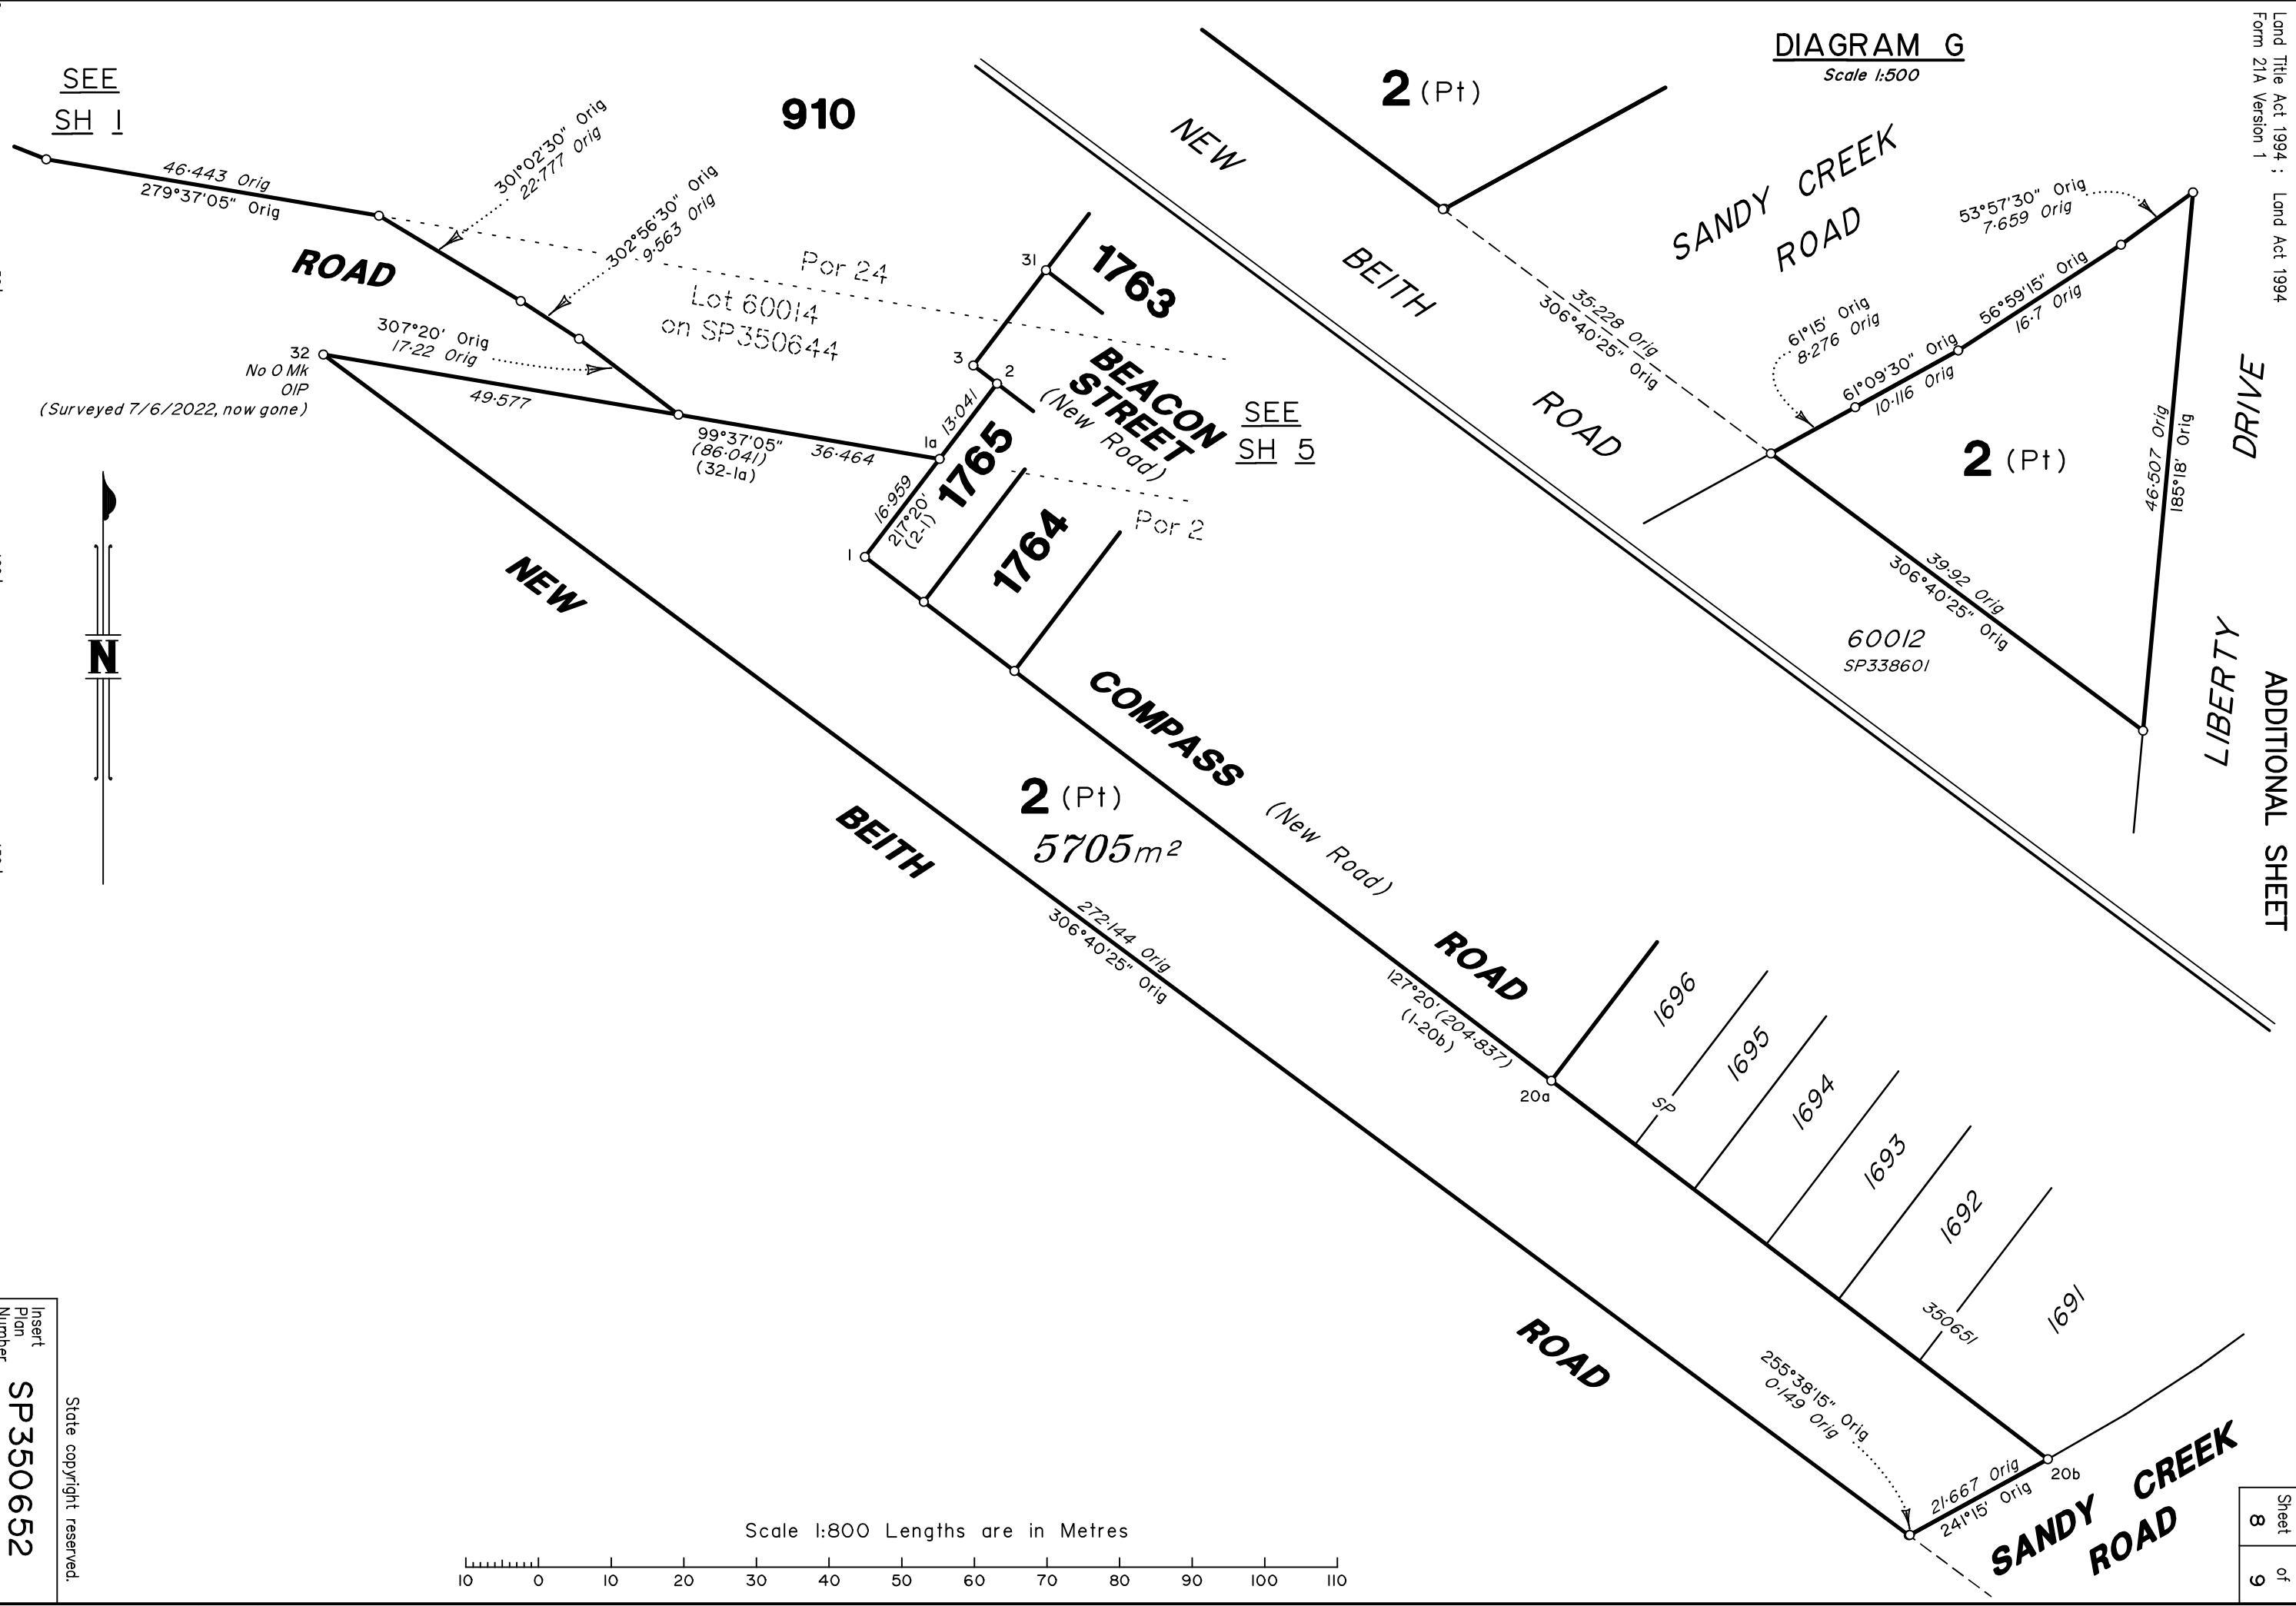 Land Title Act 1994 ; Land Act 1994
Form 21A Version 1
DIAGRAM G
Scale 1:500
SEE
SH 1
910
2 (Pt)
46·443 Orig
279°37'05" Orig
301°02'30" Orig
22·777 Orig
302°56'30" Orig
9·563 Orig
ROAD
307°20' Orig
17·22 Orig
Por 24
Lot 60014
on SP350644
32
No O Mk
OIP
(Surveyed 7/6/2022, now gone)
49·577
99°37'05"
(86·041)
(32-1a)
36·464
31
1763
3
2
13·041
1a
BEACON
STREET
(New Road)
SEE
SH 5
1765
16·959
217°20'
(2-1)
1
1764
Por 2
NEW
BEITH
ROAD
SANDY CREEK
ROAD
35·228 Orig
306°40'25" Orig
53°57'30" Orig
7·659 Orig
56°59'15" Orig
16·7 Orig
61°15' Orig
8·276 Orig
61°09'30" Orig
10·116 Orig
2 (Pt)
46·507 Orig
185°18' Orig
39·92 Orig
306°40'25" Orig
60012
SP338601
LIBERTY DRIVE
ADDITIONAL SHEET
N
NEW
BEITH
ROAD
COMPASS
(New Road)
ROAD
2 (Pt)
5705m²
272·144 Orig
306°40'25" Orig
127°20' (204·837)
(1-20b)
20a
1696
SP
1695
1694
1693
1692
350651
1691
255°38'15" Orig
0·149 Orig
21·667 Orig
241°15' Orig
20b
SANDY CREEK
ROAD
Scale 1:800 Lengths are in Metres
10 0 10 20 30 40 50 60 70 80 90 100 110
State copyright reserved.
Insert
Plan
Number
SP350652
Sheet 8 of 9